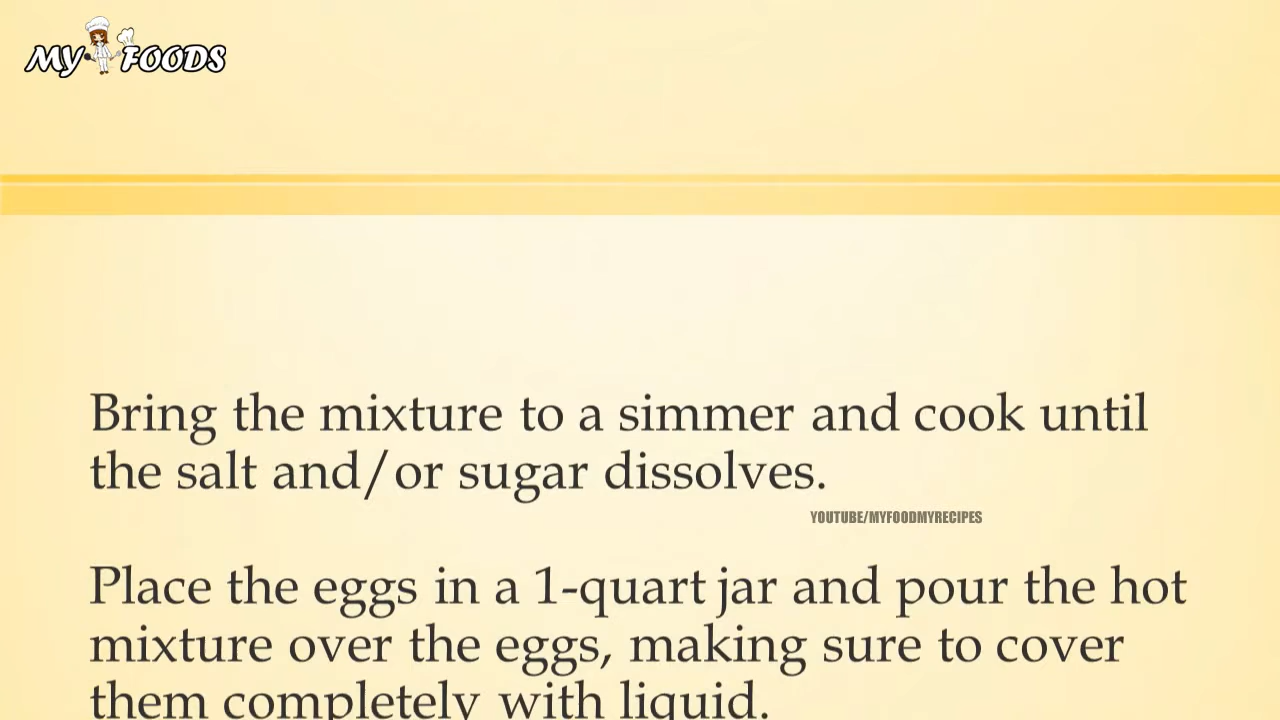 MY FOODS
Bring the mixture to a simmer and cook until
the salt and/or sugar dissolves.
YOUTUBE/MYFOODMYRECIPES
Place the eggs in a 1-quart jar and pour the hot
mixture over the eggs, making sure to cover
them completely with liquid.